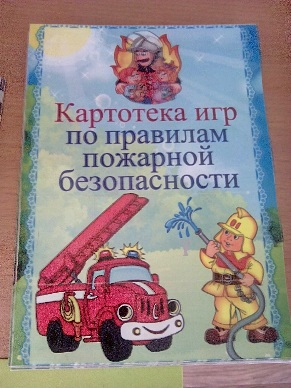 Картотека игр
по правилам
пожарной
безопасности